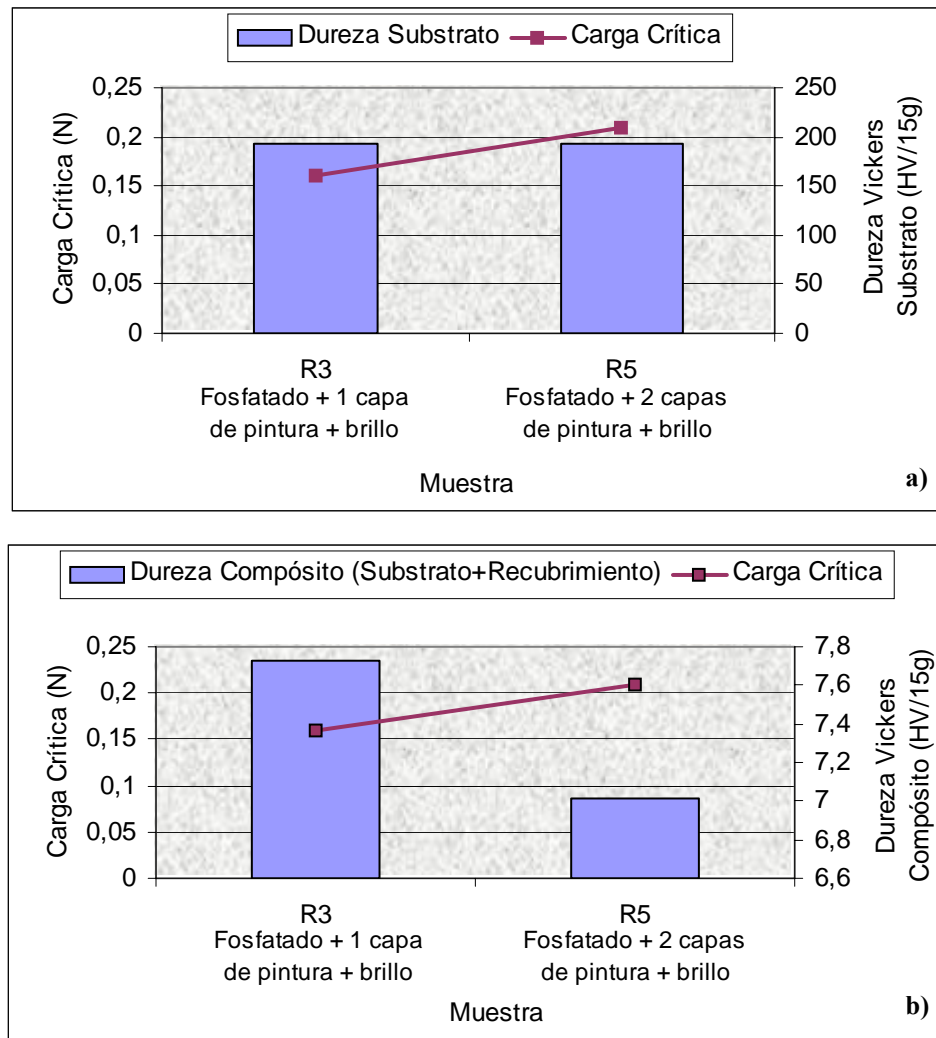 Dureza Substrato Carga Crítica
Carga Crítica (N)
0,25
0,2
0,15
0,1
0,05
0
250
200
150
100
50
0
Dureza Vickers
Substrato (HV/15g)
R3
Fosfatado + 1 capa
de pintura + brillo
R5
Fosfatado + 2 capas
de pintura + brillo
Muestra
a)
Dureza Compósito (Substrato+Recubrimiento) Carga Crítica
Carga Crítica (N)
0,25
0,2
0,15
0,1
0,05
0
7,8
7,6
7,4
7,2
7
6,8
6,6
Dureza Vickers
Compósito (HV/15g)
R3
Fosfatado + 1 capa
de pintura + brillo
R5
Fosfatado + 2 capas
de pintura + brillo
Muestra
b)